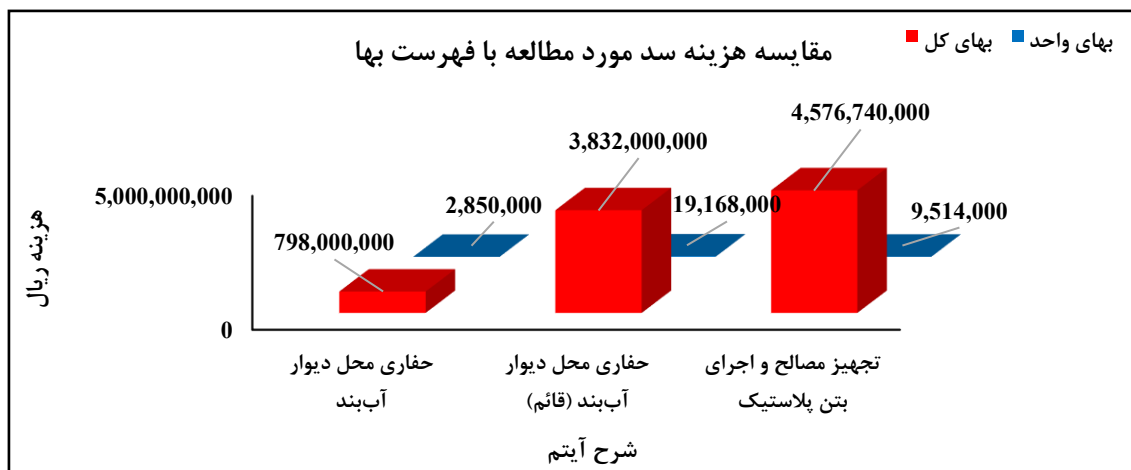 مقایسه هزینه سد مورد مطالعه با فهرست بها
بهای واحد
بهای کل
4,576,740,000
3,832,000,000
798,000,000
2,850,000
19,168,000
9,514,000
5,000,000,000
0
هزینه ریال
حفاری محل دیوار
آب‌بند
حفاری محل دیوار
آب‌بند (قائم)
تجهیز مصالح و اجرای
بتن پلاستیک
شرح آیتم